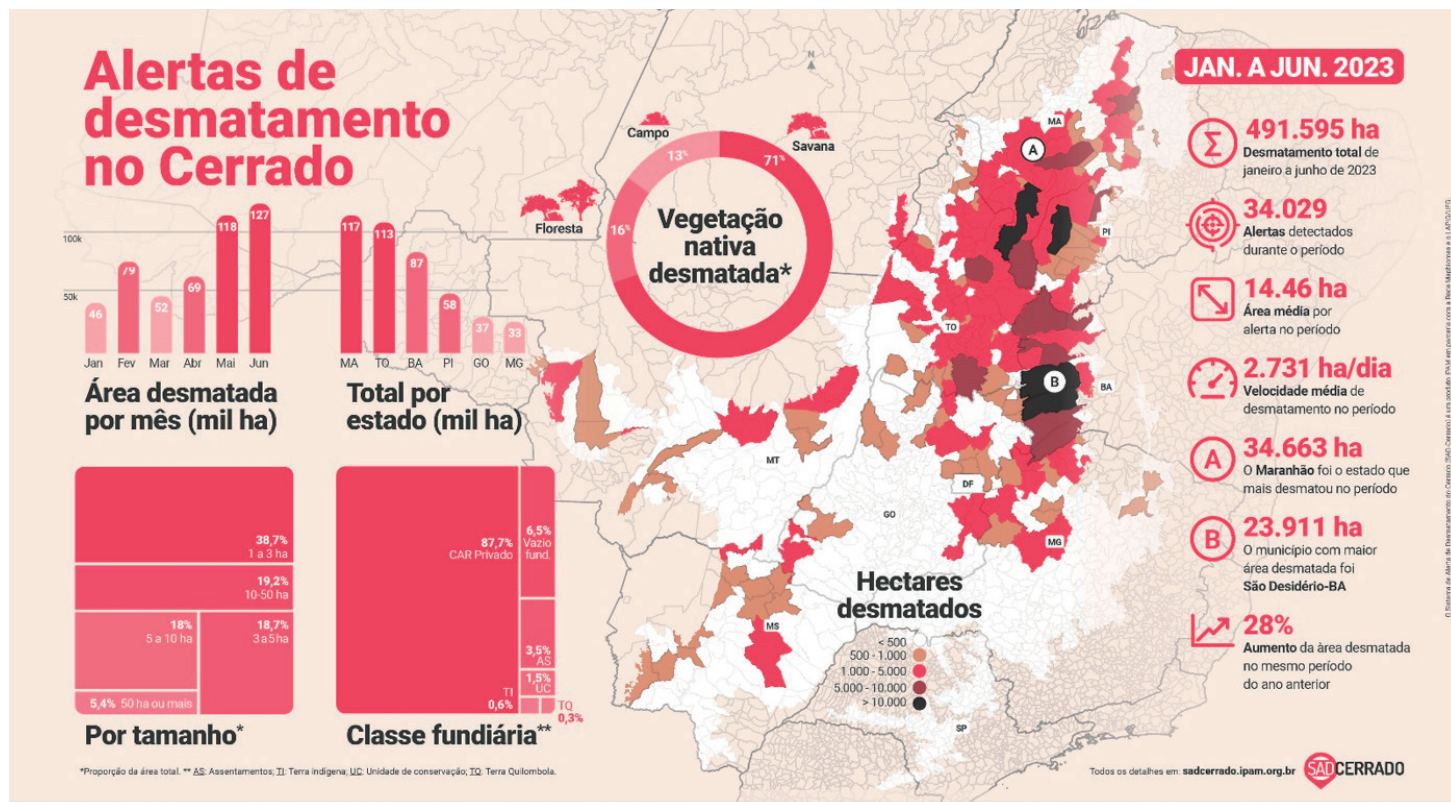 Alertas de
desmatamento
no Cerrado
100k
50k
46
79
52
69
118
127
Jan
Fev
Mar
Abr
Mai
Jun
Área desmatada
por mês (mil ha)
117
113
87
58
37
33
MA
TO
BA
PI
GO
MG
Total por
estado (mil ha)
Campo
Savana
Floresta
13%
71%
16%
Vegetação
nativa
desmatada*
38,7%
1 a 3 ha
19,2%
10-50 ha
18%
5 a 10 ha
18,7%
3 a 5 ha
5,4% 50 ha ou mais
Por tamanho*
87,7%
CAR Privado
6,5%
Vazio
fund.
3,5%
AS
1,5%
UC
TI
0,6%
TQ
0,3%
Classe fundiária**
*Proporção da área total. ** AS: Assentamentos; TI: Terra indígena; UC: Unidade de conservação; TQ: Terra Quilombola.
N
MA
A
PI
TO
B
BA
MT
DF
GO
MG
MS
SP
Hectares
desmatados
< 500
500 - 1.000
1.000 - 5.000
5.000 - 10.000
> 10.000
JAN. A JUN. 2023
Σ
491.595 ha
Desmatamento total de
janeiro a junho de 2023
34.029
Alertas detectados
durante o período
14.46 ha
Área média por
alerta no período
2.731 ha/dia
Velocidade média de
desmatamento no período
A
34.663 ha
O Maranhão foi o estado que
mais desmatou no período
B
23.911 ha
O município com maior
área desmatada foi
São Desidério-BA
28%
Aumento da área desmatada
no mesmo período
do ano anterior
Todos os detalhes em: sadcerrado.ipam.org.br
SAD CERRADO